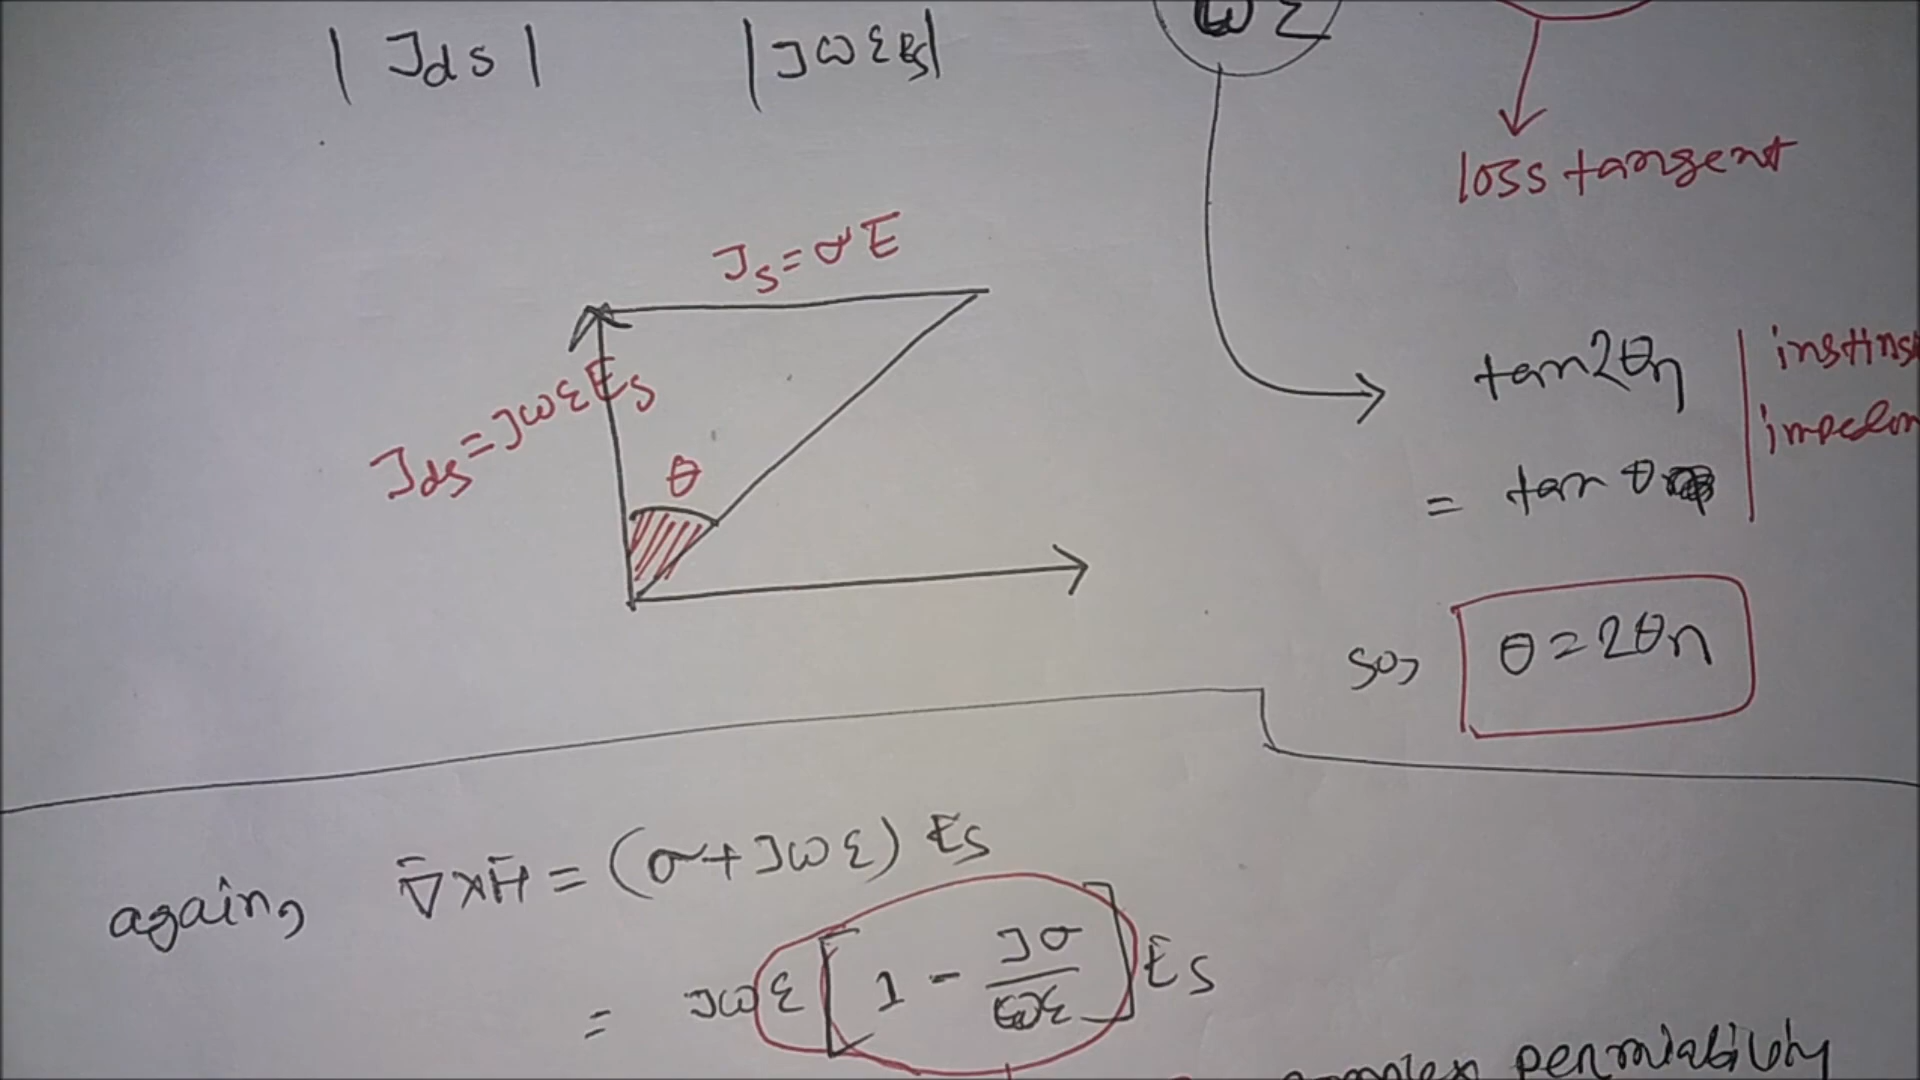 |Jds| |JωεEs| ωε
loss tangent
Js=σE
Jds=JωεEs
θ
tan2θη
= tan θ
so, θ=2θη
again, ∇×H̄ = (σ+Jωε) Es
= Jωε[1 - Jσ/ωε] Es